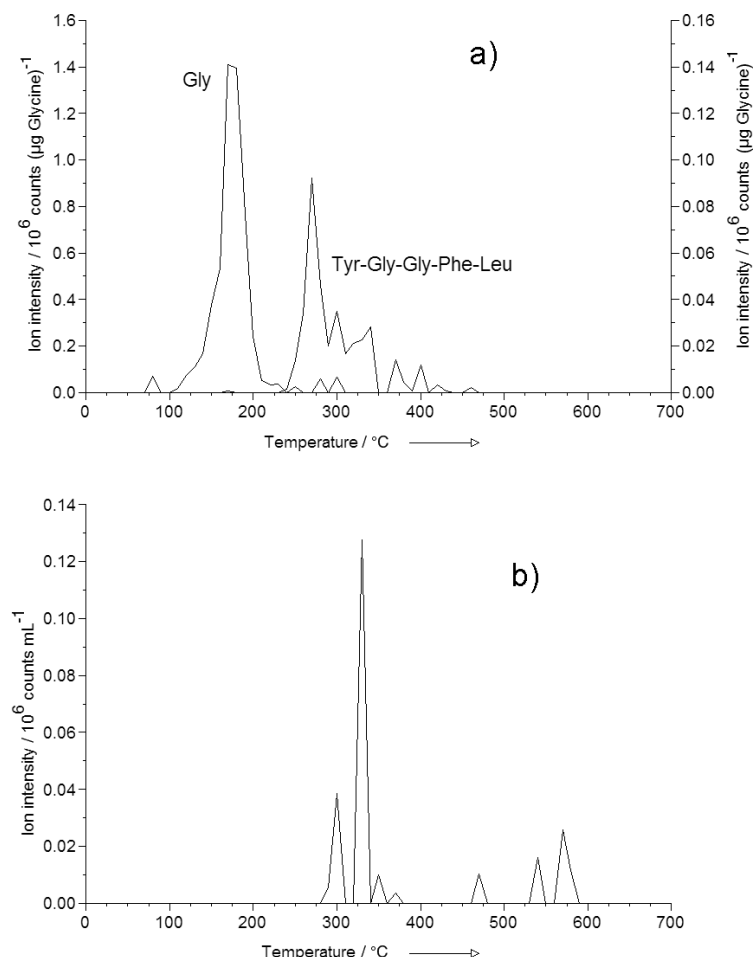 a)
Gly
Tyr-Gly-Gly-Phe-Leu
Ion intensity / 10⁶ counts (µg Glycine)⁻¹
1.6
1.4
1.2
1.0
0.8
0.6
0.4
0.2
0.0
0.16
0.14
0.12
0.10
0.08
0.06
0.04
0.02
0.00
Ion intensity / 10⁶ counts (µg Glycine)⁻¹
0 100 200 300 400 500 600 700
Temperature / °C
b)
Ion intensity / 10⁶ counts mL⁻¹
0.14
0.12
0.10
0.08
0.06
0.04
0.02
0.00
0 100 200 300 400 500 600 700
Temperature / °C